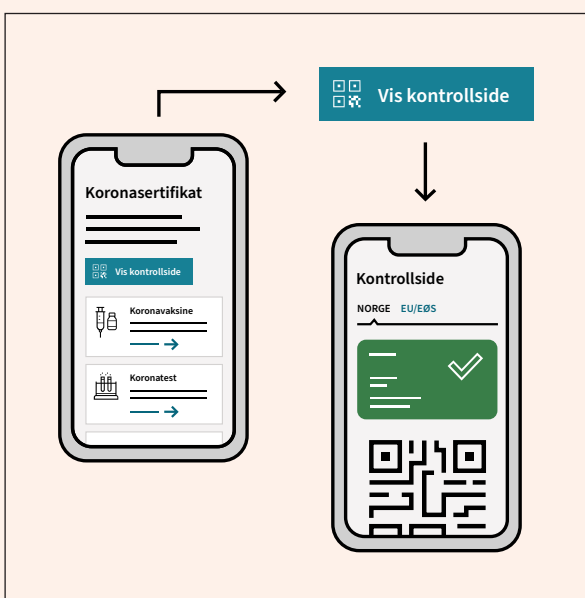 Vis kontrollside
Koronasertifikat
Vis kontrollside
Koronavaksine
Koronatest
Kontrollside
NORGE EU/EØS